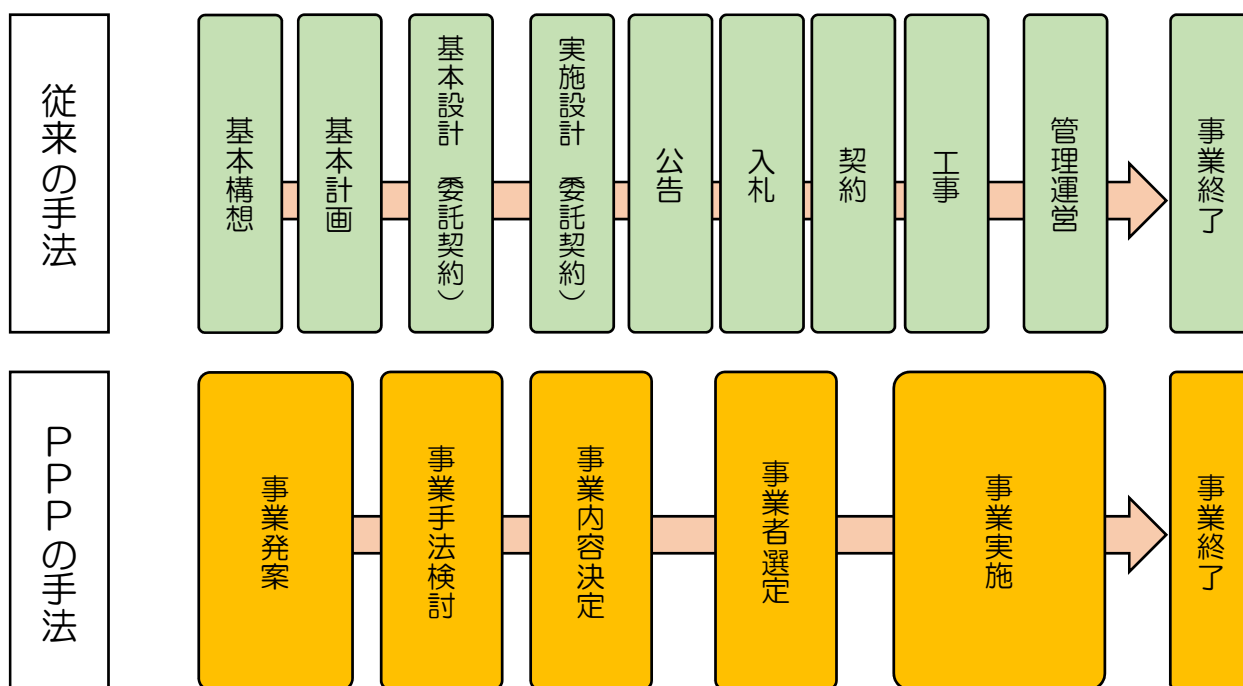 従来の手法
基本構想
基本計画
基本設計 委託契約）
実施設計 委託契約）
公告
入札
契約
工事
管理運営
事業終了
PPPの手法
事業発案
事業手法検討
事業内容決定
事業者選定
事業実施
事業終了